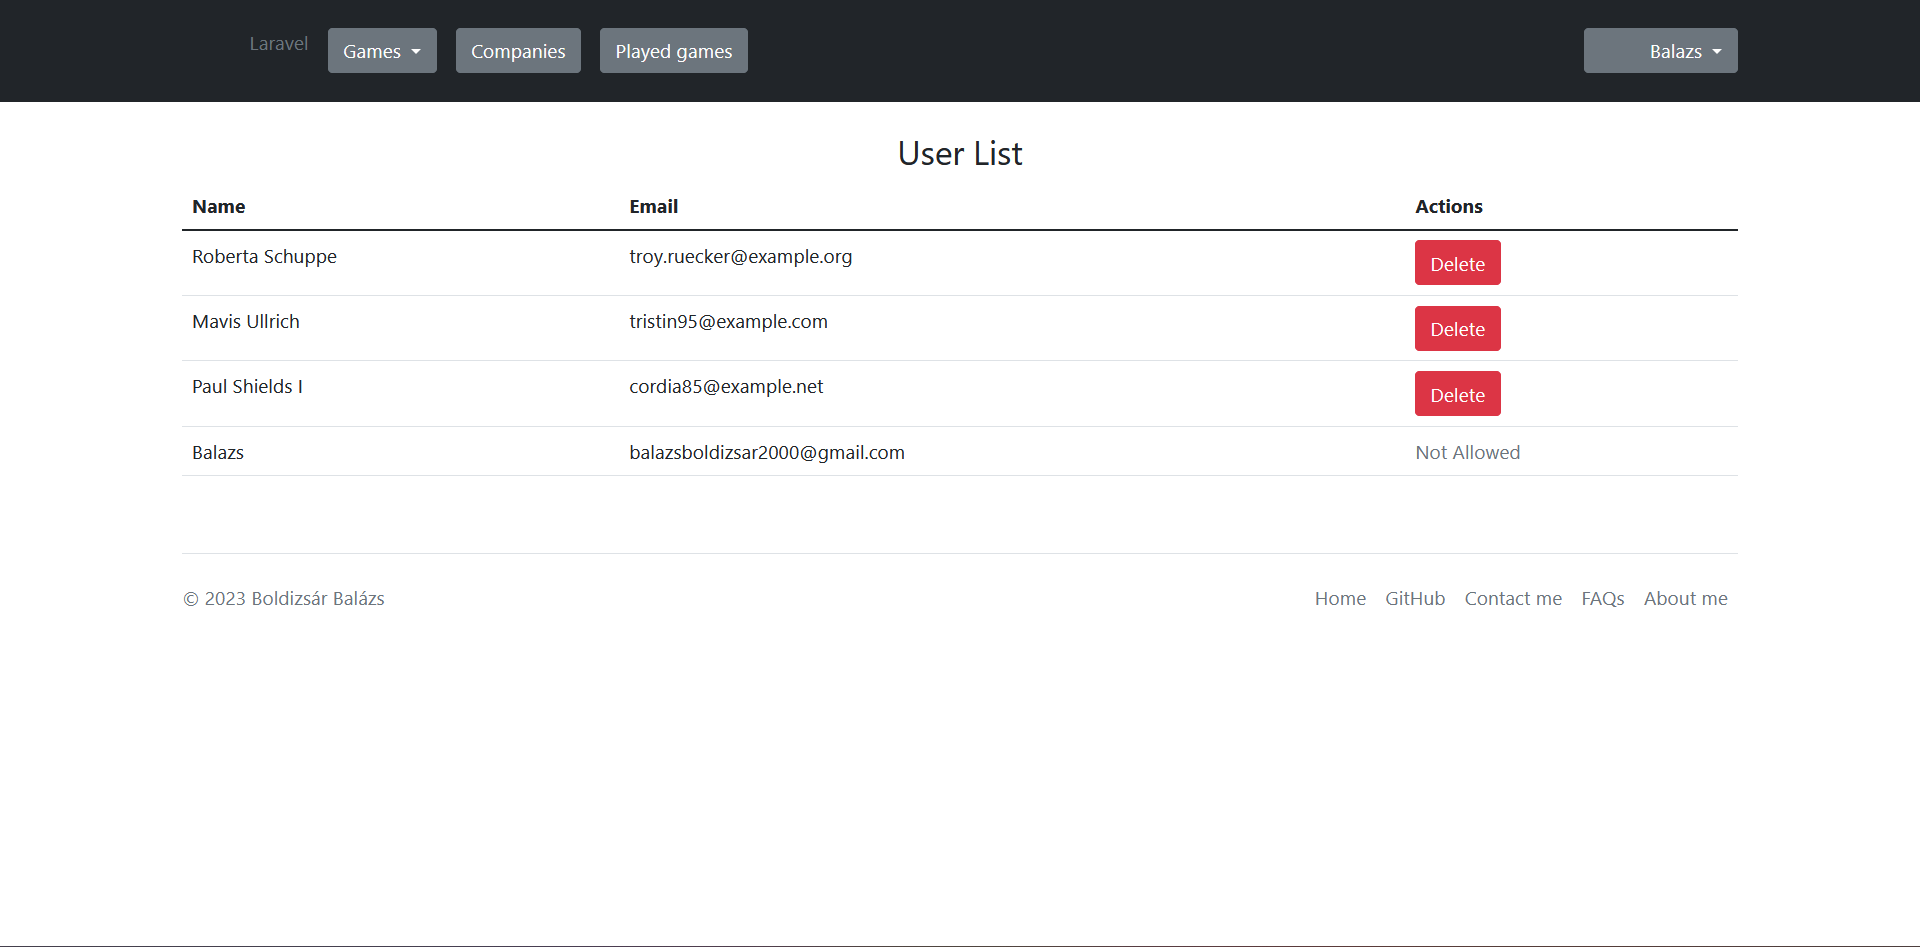 Laravel Games Companies Played games Balazs
User List
Name Email Actions
Roberta Schuppe troy.ruecker@example.org Delete
Mavis Ullrich tristin95@example.com Delete
Paul Shields I cordia85@example.net Delete
Balazs balazsboldizsar2000@gmail.com Not Allowed
© 2023 Boldizsár Balázs Home GitHub Contact me FAQs About me